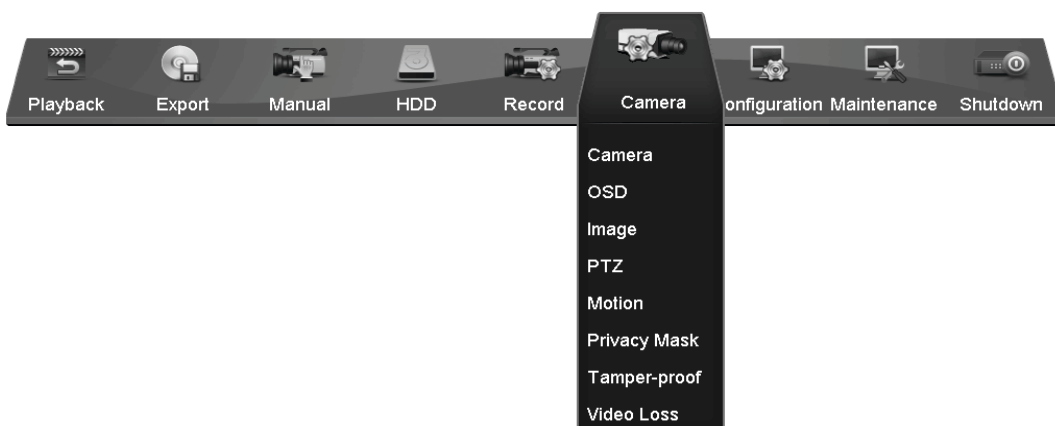 Playback Export Manual HDD Record Camera onfiguration Maintenance Shutdown
Camera
OSD
Image
PTZ
Motion
Privacy Mask
Tamper-proof
Video Loss